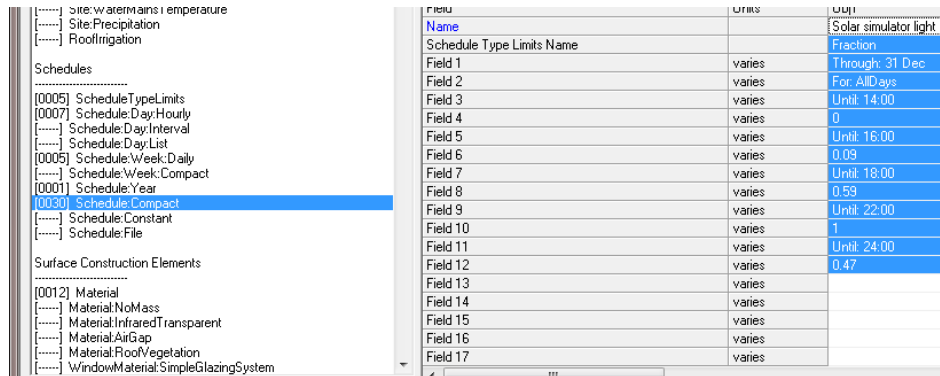 [------] Site:WaterMainsTemperature
[------] Site:Precipitation
[------] RoofIrrigation
Schedules
[0005] ScheduleTypeLimits
[0007] Schedule:Day:Hourly
[------] Schedule:Day:Interval
[------] Schedule:Day:List
[0005] Schedule:Week:Daily
[------] Schedule:Week:Compact
[0001] Schedule:Year
[0030] Schedule:Compact
[------] Schedule:Constant
[------] Schedule:File
Surface Construction Elements
[0012] Material
[------] Material:NoMass
[------] Material:InfraredTransparent
[------] Material:AirGap
[------] Material:RoofVegetation
[------] WindowMaterial:SimpleGlazingSystem
Field Units Obj1
Name Solar simulator light
Schedule Type Limits Name Fraction
Field 1 varies Through: 31 Dec
Field 2 varies For: AllDays
Field 3 varies Until: 14:00
Field 4 varies 0
Field 5 varies Until: 16:00
Field 6 varies 0.09
Field 7 varies Until: 18:00
Field 8 varies 0.59
Field 9 varies Until: 22:00
Field 10 varies 1
Field 11 varies Until: 24:00
Field 12 varies 0.47
Field 13 varies
Field 14 varies
Field 15 varies
Field 16 varies
Field 17 varies